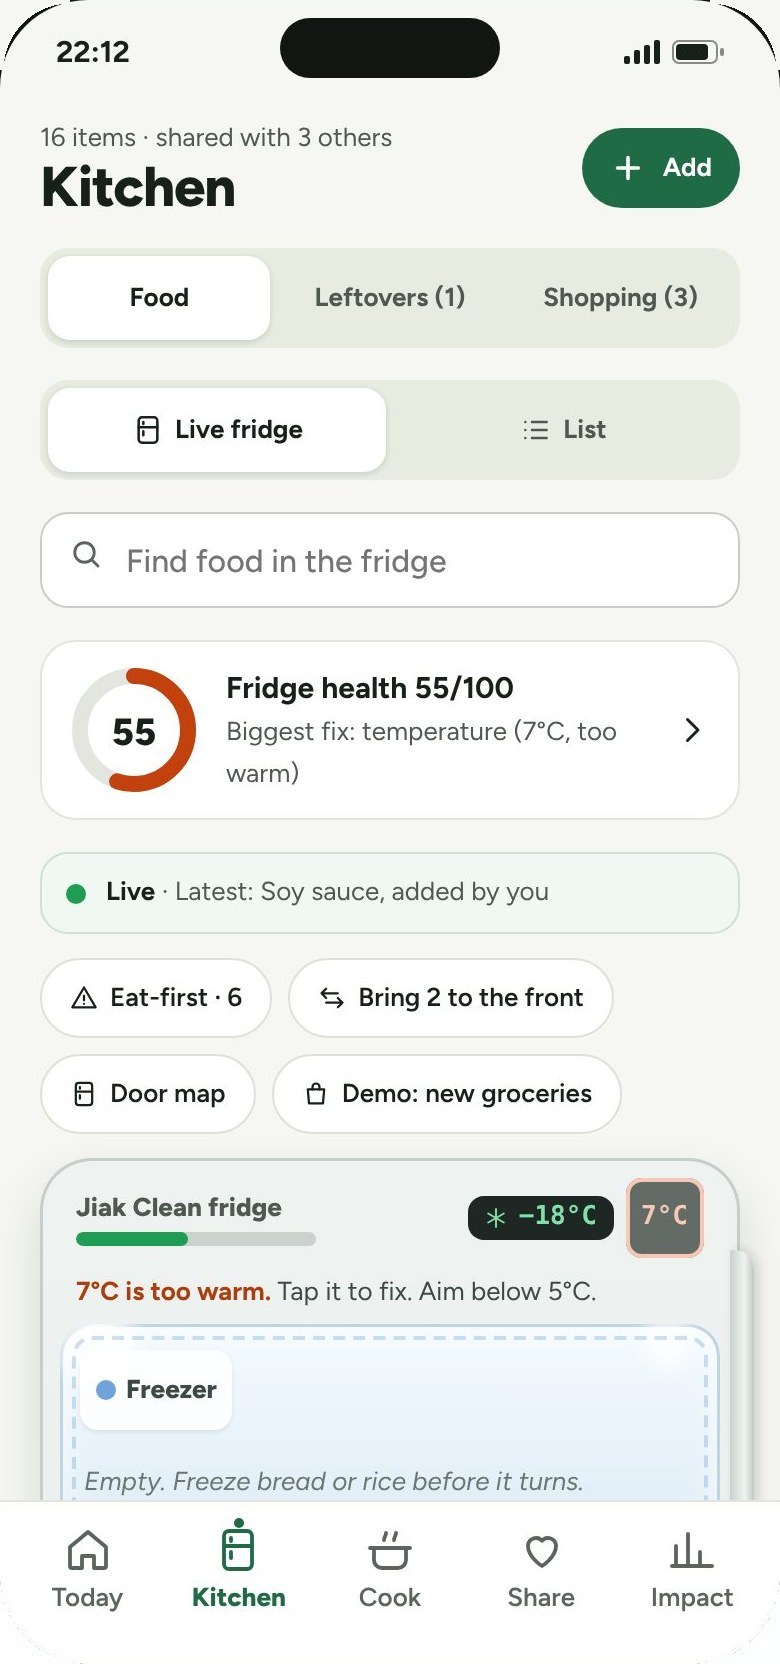 22:12
16 items · shared with 3 others
Kitchen
Add
Food
Leftovers (1)
Shopping (3)
Live fridge
List
Find food in the fridge
55
Fridge health 55/100
Biggest fix: temperature (7°C, too
warm)
Live · Latest: Soy sauce, added by you
Eat-first · 6
Bring 2 to the front
Door map
Demo: new groceries
Jiak Clean fridge
−18°C
7°C
7°C is too warm. Tap it to fix. Aim below 5°C.
Freezer
Empty. Freeze bread or rice before it turns.
Today
Kitchen
Cook
Share
Impact